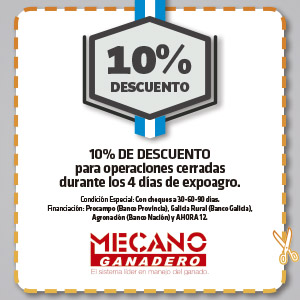 10%
DESCUENTO
10% DE DESCUENTO
para operaciones cerradas
durante los 4 días de expoagro.
Condición Especial: Con cheques a 30-60-90 días.
Financiación: Procampo (Banco Provincia), Galicia Rural (Banco Galicia),
Agronación (Banco Nación) y AHORA 12.
MECANO
GANADERO
El sistema líder en manejo del ganado.